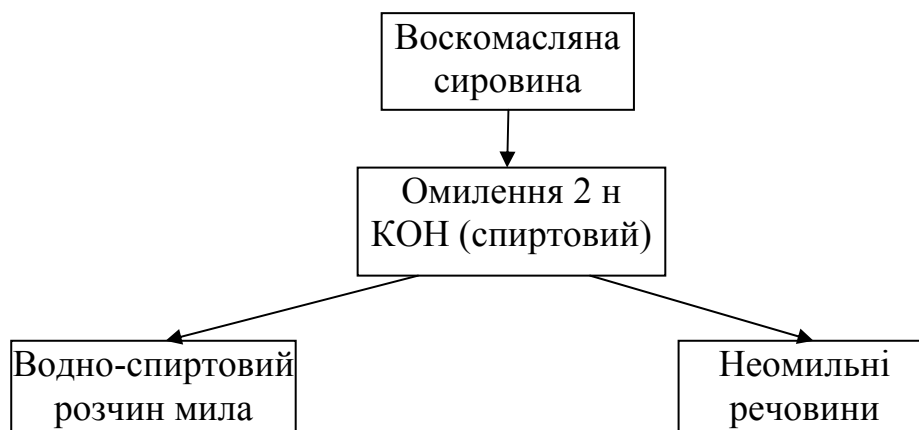 Воскомасляна
сировина
Омилення 2 н
КОН (спиртовий)
Водно-спиртовий
розчин мила
Неомильні
речовини